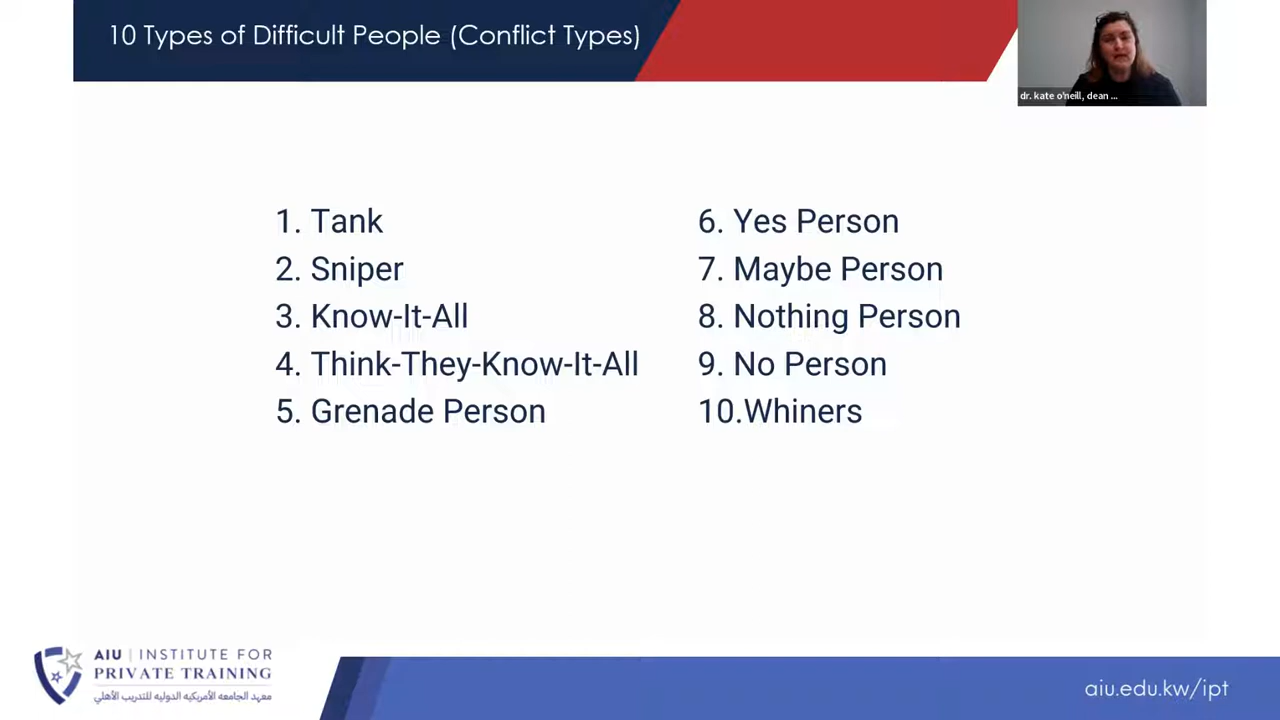 10 Types of Difficult People (Conflict Types)
dr. kate o'neill, dean ...
1. Tank
2. Sniper
3. Know-It-All
4. Think-They-Know-It-All
5. Grenade Person
6. Yes Person
7. Maybe Person
8. Nothing Person
9. No Person
10.Whiners
AIU | INSTITUTE FOR
PRIVATE TRAINING
معهد الجامعة الأمريكية الدولية للتدريب الأهلي
aiu.edu.kw/ipt